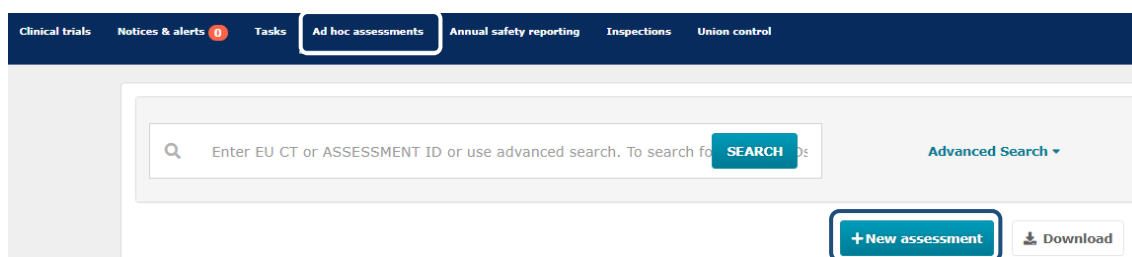 Clinical trials Notices & alerts 0 Tasks Ad hoc assessments Annual safety reporting Inspections Union control
Enter EU CT or ASSESSMENT ID or use advanced search. To search fo SEARCH Ds
Advanced Search
+New assessment Download